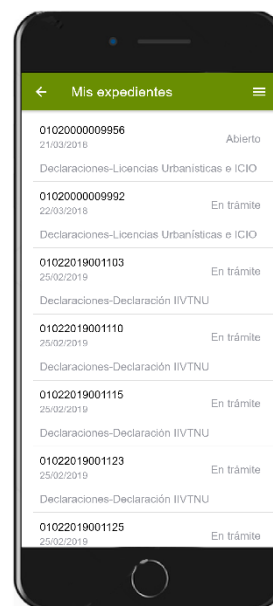 Mis expedientes
01020000009956
21/03/2018
Abierto
Declaraciones-Licencias Urbanísticas e ICIO
01020000009992
22/03/2018
En trámite
Declaraciones-Licencias Urbanísticas e ICIO
01022019001103
25/02/2019
En trámite
Declaraciones-Declaración IIVTNU
01022019001110
25/02/2019
En trámite
Declaraciones-Declaración IIVTNU
01022019001115
25/02/2019
En trámite
Declaraciones-Declaración IIVTNU
01022019001123
25/02/2019
En trámite
Declaraciones-Declaración IIVTNU
01022019001125
25/02/2019
En trámite